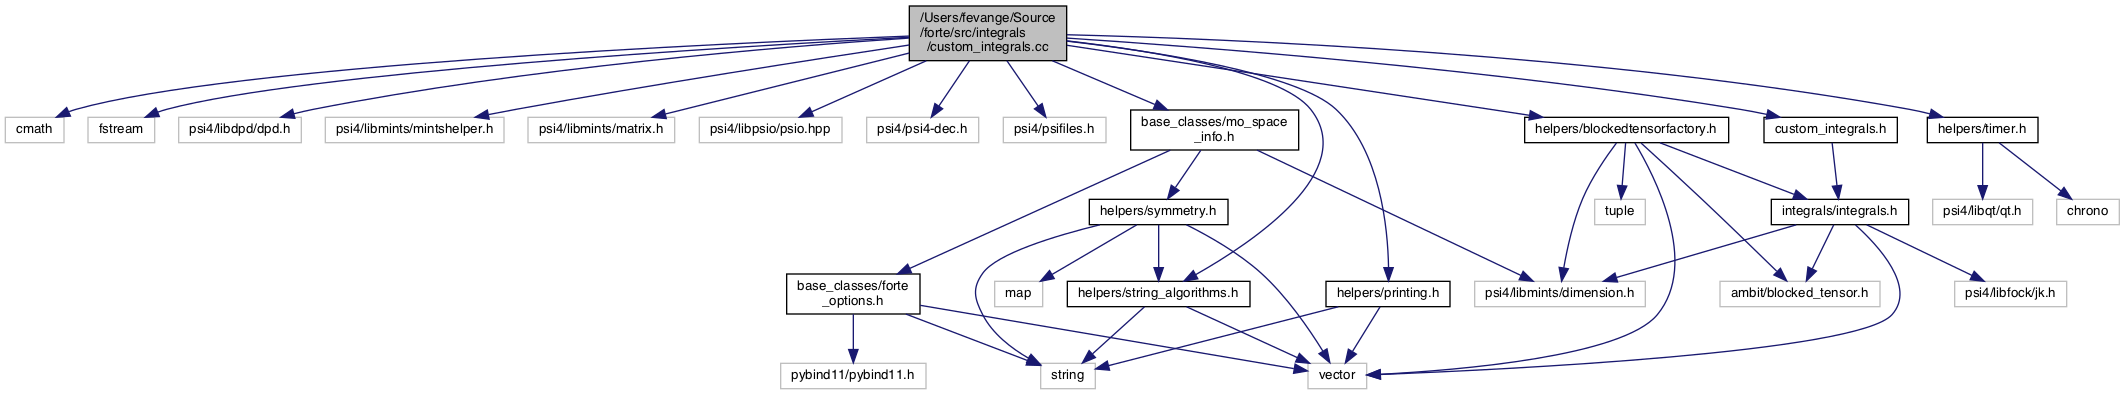 /Users/fevange/Source
/forte/src/integrals
/custom_integrals.cc
cmath
fstream
psi4/libdpd/dpd.h
psi4/libmints/mintshelper.h
psi4/libmints/matrix.h
psi4/libpsio/psio.hpp
psi4/psi4-dec.h
psi4/psifiles.h
base_classes/mo_space
_info.h
helpers/blockedtensorfactory.h
custom_integrals.h
helpers/timer.h
helpers/symmetry.h
tuple
integrals/integrals.h
psi4/libqt/qt.h
chrono
base_classes/forte
_options.h
map
helpers/string_algorithms.h
helpers/printing.h
psi4/libmints/dimension.h
ambit/blocked_tensor.h
psi4/libfock/jk.h
pybind11/pybind11.h
string
vector